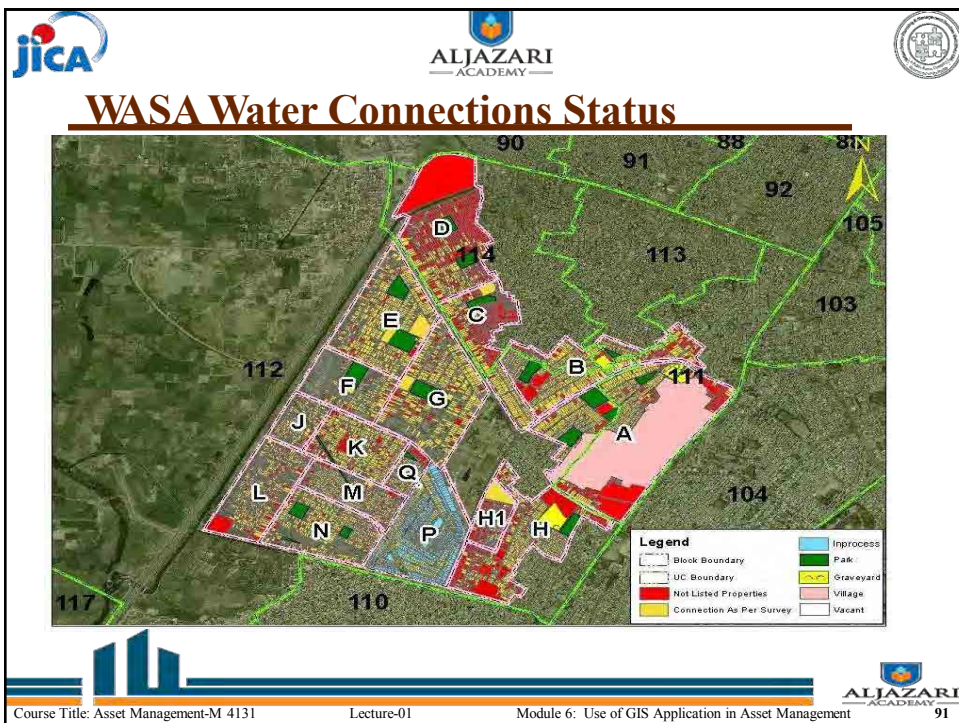 jica
ALJAZARI
ACADEMY
WASA Water Connections Status
90
91
88
88
N
92
105
113
103
D
114
C
E
B
112
111
F
G
A
J
K
Q
L
M
104
N
P
H1
H
117
110
Legend
Block Boundary
UC Boundary
Not Listed Properties
Connection As Per Survey
Inprocess
Park
Graveyard
Village
Vacant
ALJAZARI
ACADEMY
Course Title: Asset Management-M 4131 Lecture-01 Module 6: Use of GIS Application in Asset Management 91